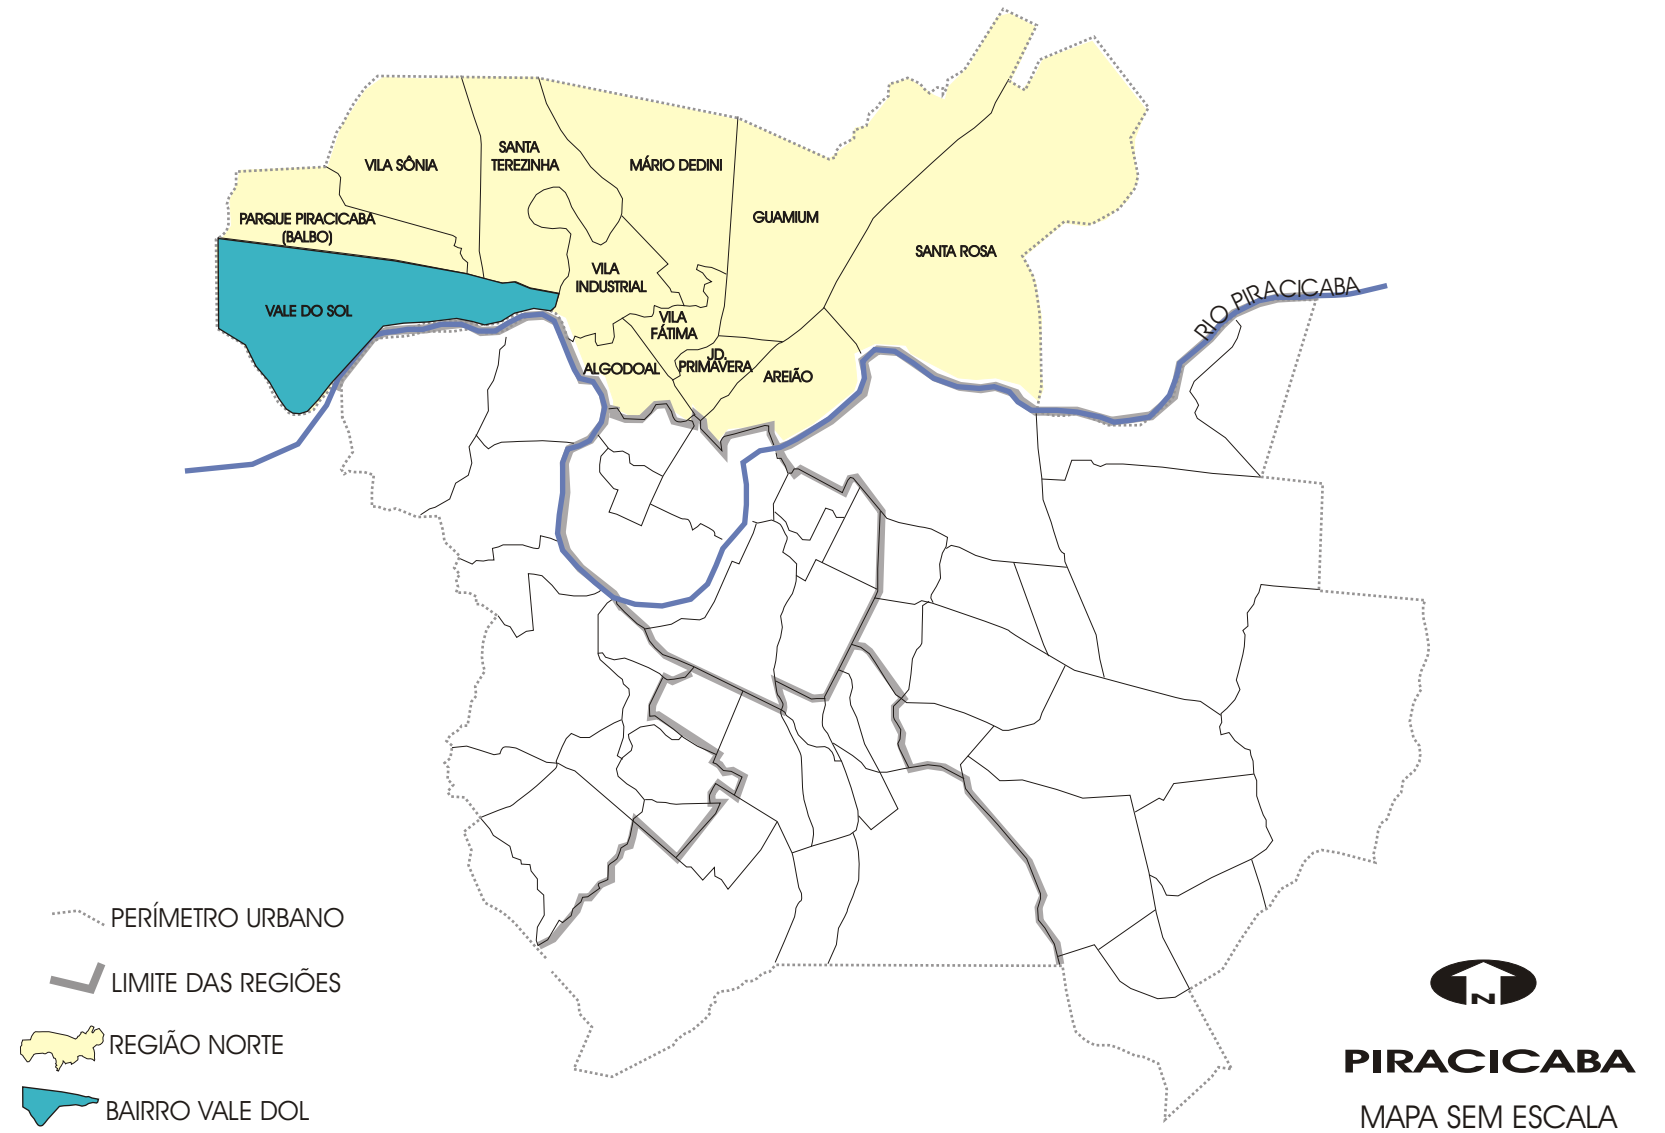 SANTA
TEREZINHA
VILA SÔNIA
MÁRIO DEDINI
PARQUE PIRACICABA
(BALBO)
GUAMIUM
SANTA ROSA
VILA
INDUSTRIAL
VALE DO SOL
RIO PIRACICABA
VILA
FÁTIMA
JD.
PRIMAVERA
ALGODOAL
AREIÃO
PERÍMETRO URBANO
LIMITE DAS REGIÕES
REGIÃO NORTE
BAIRRO VALE DOL
N
PIRACICABA
MAPA SEM ESCALA